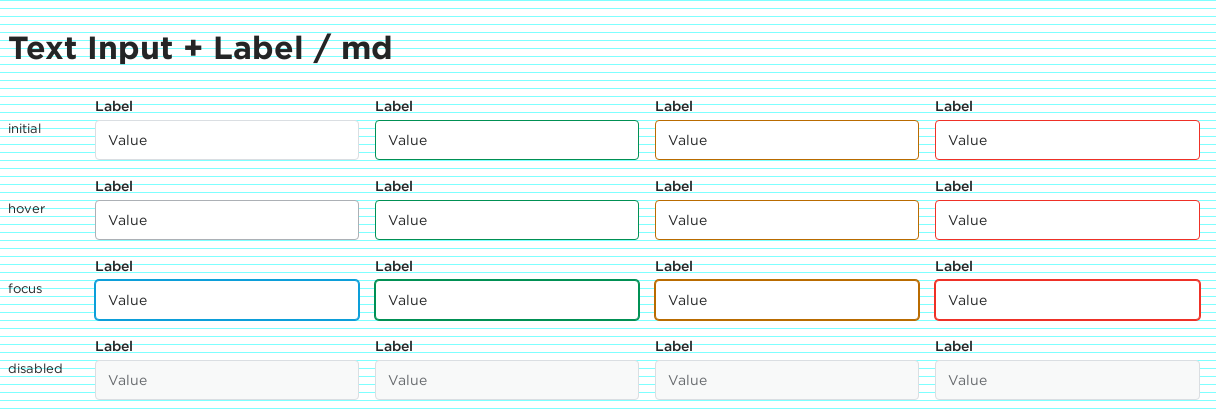 Text Input + Label / md
Label Label Label Label
initial Value Value Value Value
Label Label Label Label
hover Value Value Value Value
Label Label Label Label
focus Value Value Value Value
Label Label Label Label
disabled Value Value Value Value